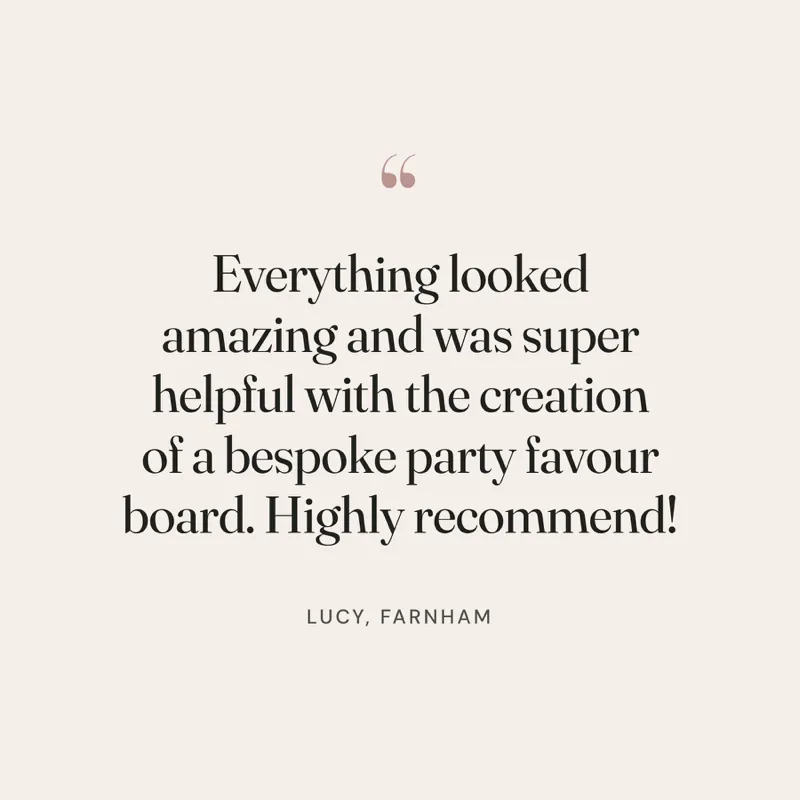 “
Everything looked
amazing and was super
helpful with the creation
of a bespoke party favour
board. Highly recommend!
LUCY, FARNHAM